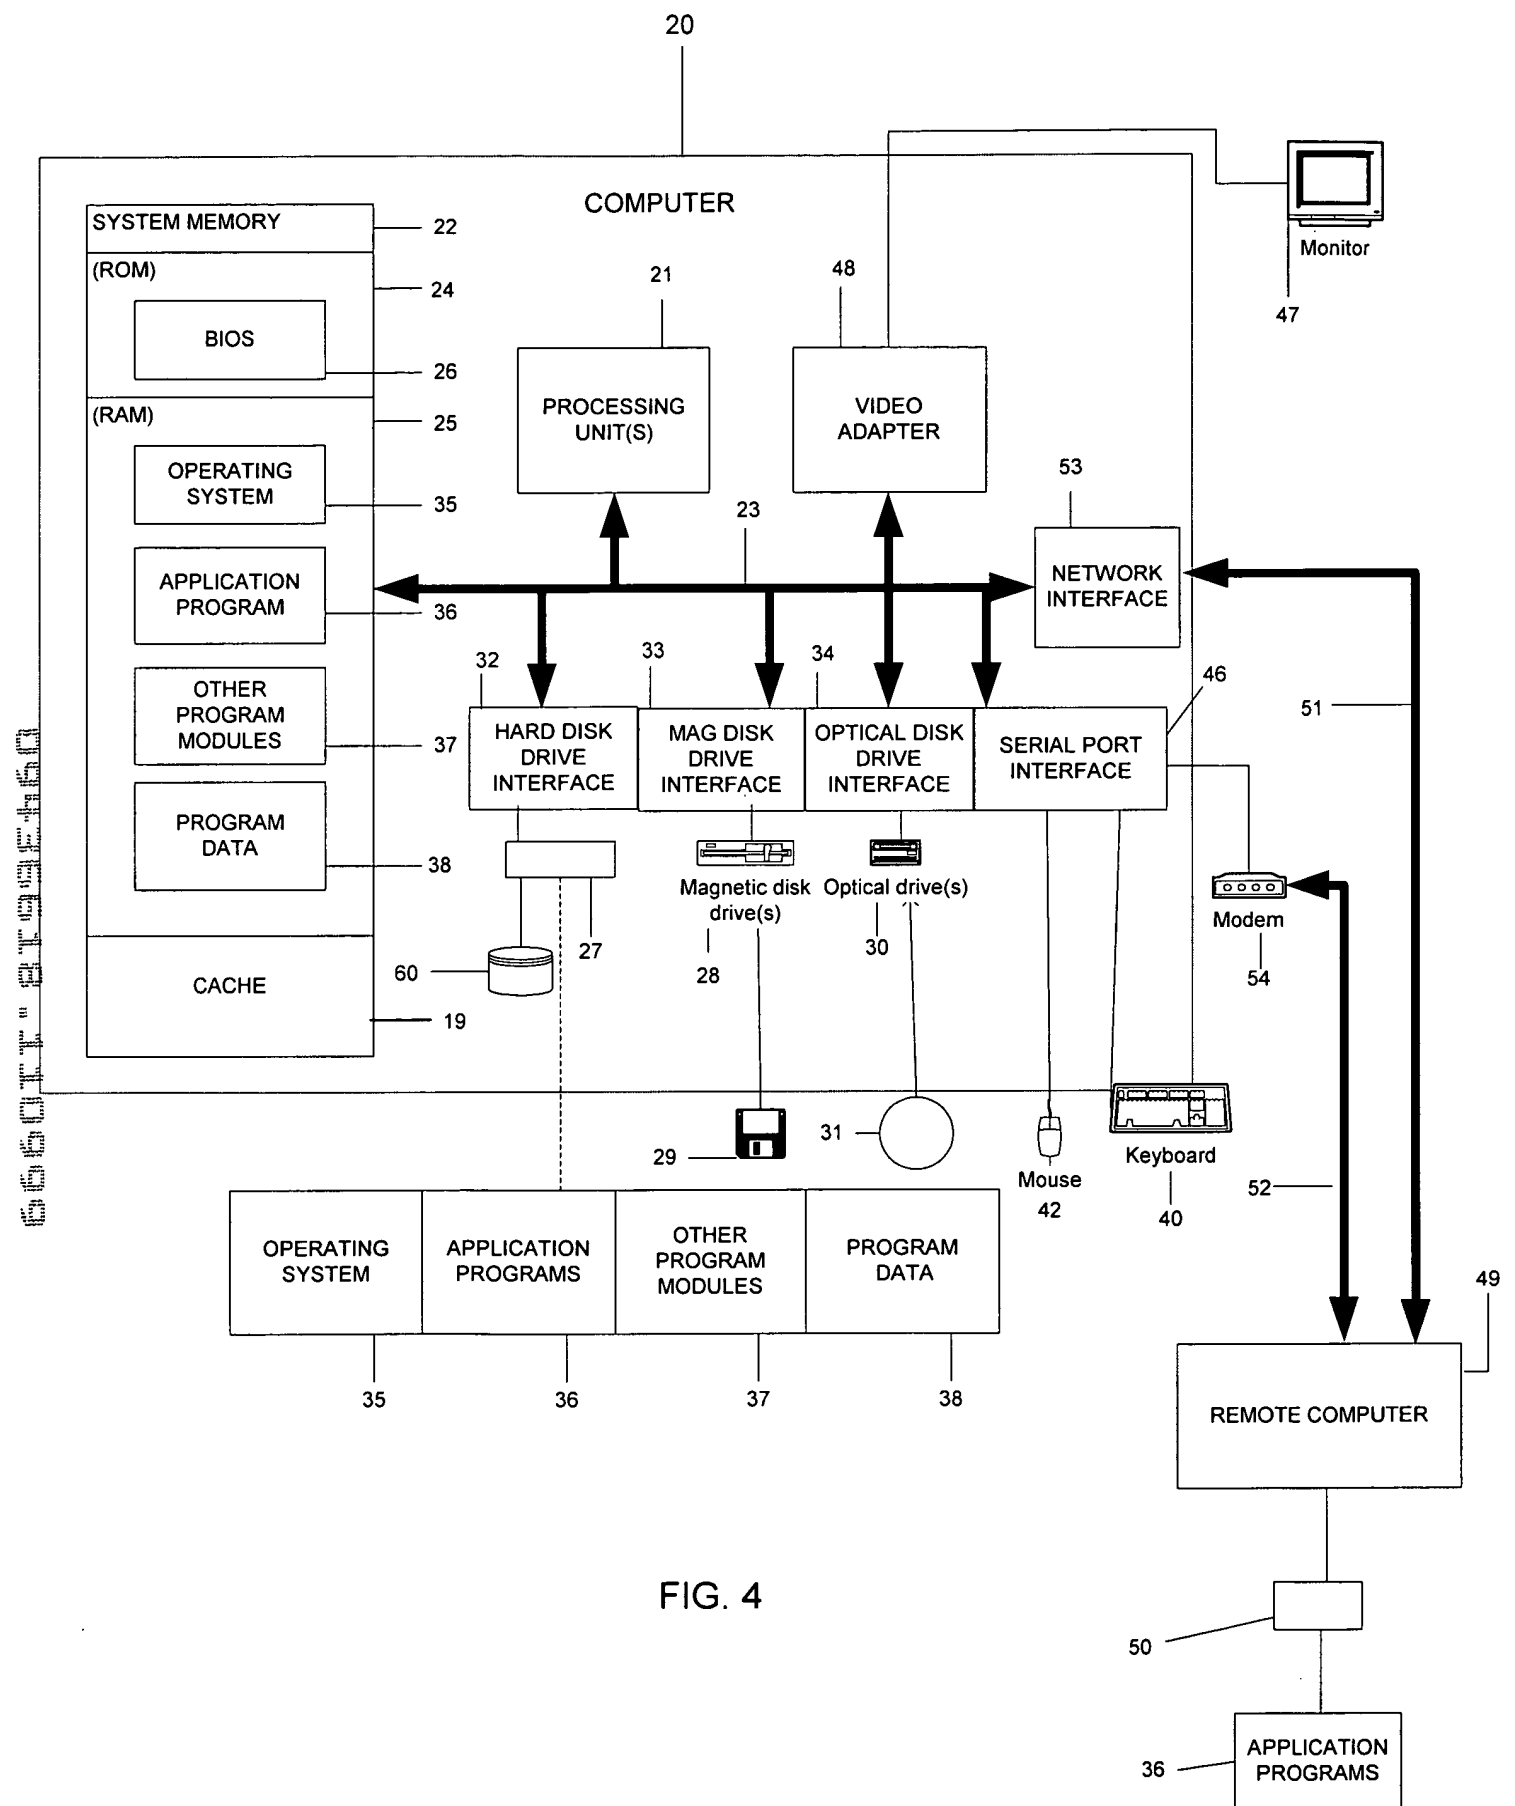 20
COMPUTER
SYSTEM MEMORY
22
(ROM)
24
BIOS
26
(RAM)
25
OPERATING
SYSTEM
35
APPLICATION
PROGRAM
36
OTHER
PROGRAM
MODULES
37
PROGRAM
DATA
38
CACHE
19
21
PROCESSING
UNIT(S)
48
VIDEO
ADAPTER
Monitor
47
53
NETWORK
INTERFACE
23
32
HARD DISK
DRIVE
INTERFACE
33
MAG DISK
DRIVE
INTERFACE
34
OPTICAL DISK
DRIVE
INTERFACE
46
SERIAL PORT
INTERFACE
51
27
60
Magnetic disk
drive(s)
28
Optical drive(s)
30
Modem
54
29
31
Mouse
42
Keyboard
40
52
OPERATING
SYSTEM
APPLICATION
PROGRAMS
OTHER
PROGRAM
MODULES
PROGRAM
DATA
35
36
37
38
49
REMOTE COMPUTER
FIG. 4
50
36
APPLICATION
PROGRAMS